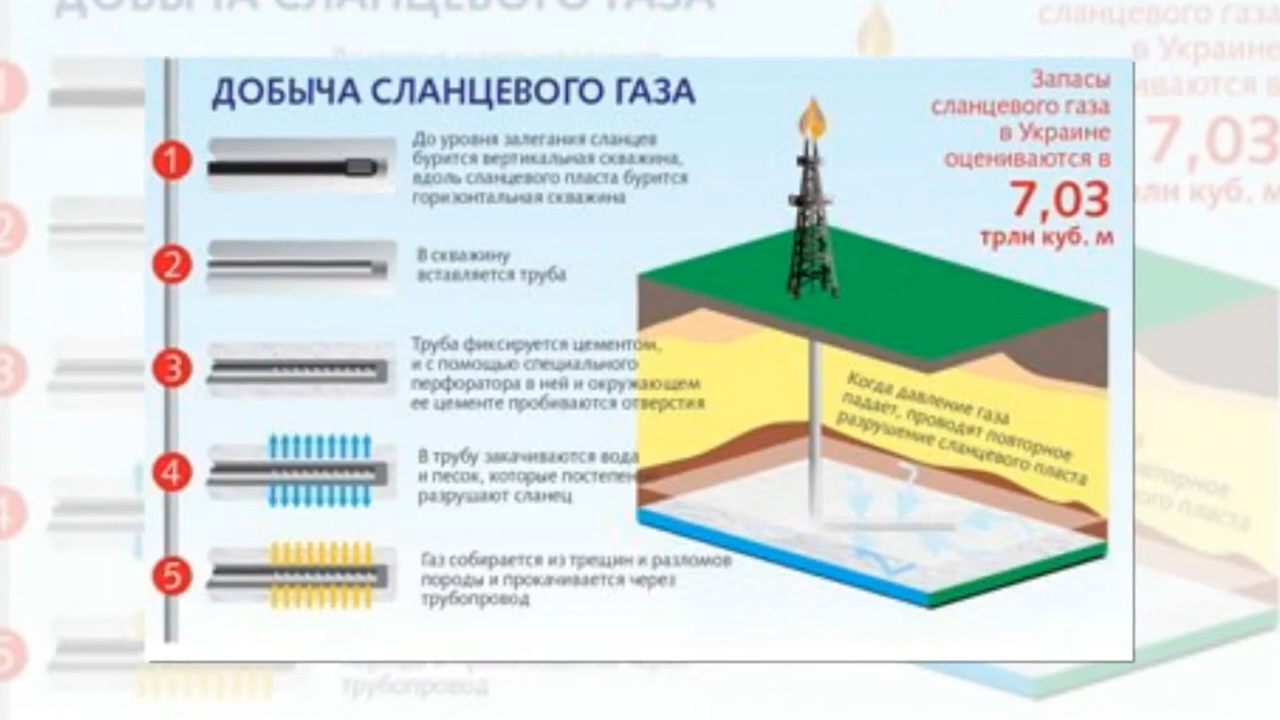 ДОБЫЧА СЛАНЦЕВОГО ГАЗА
1
До уровня залегания сланцев
бурится вертикальная скважина,
вдоль сланцевого пласта бурится
горизонтальная скважина
2
В скважину
вставляется труба
3
Труба фиксируется цементом,
и с помощью специального
перфоратора в ней и окружающем
ее цементе пробиваются отверстия
4
В трубу закачиваются вода
и песок, которые
разрушают сланец
5
Газ собирается из трещин и разломов
породы и прокачивается через
трубопровод
Запасы
сланцевого газа
в Украине
оцениваются в
7,03
трлн куб. м
Когда давление газа
падает, проводят повторное
разрушение сланцевого пласта